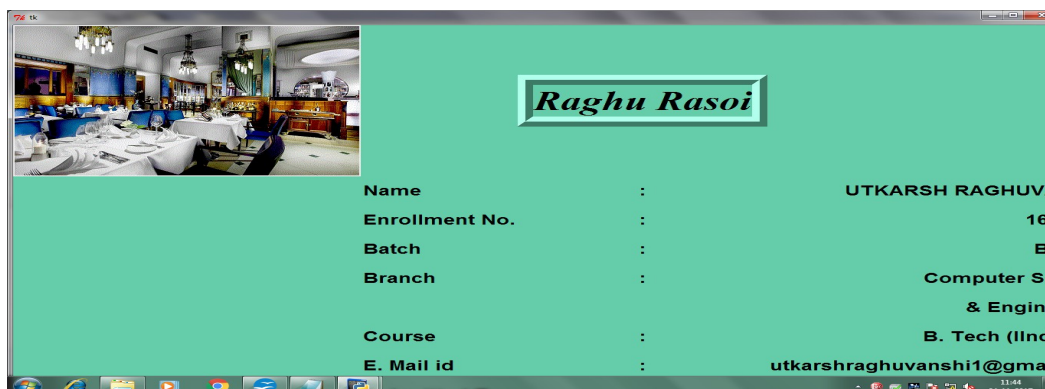 tk
Raghu Rasoi
Name : UTKARSH RAGHUV
Enrollment No. : 16
Batch :
Branch : Computer S
& Engin
Course : B. Tech (IInd
E. Mail id : utkarshraghuvanshi1@gma
11:44